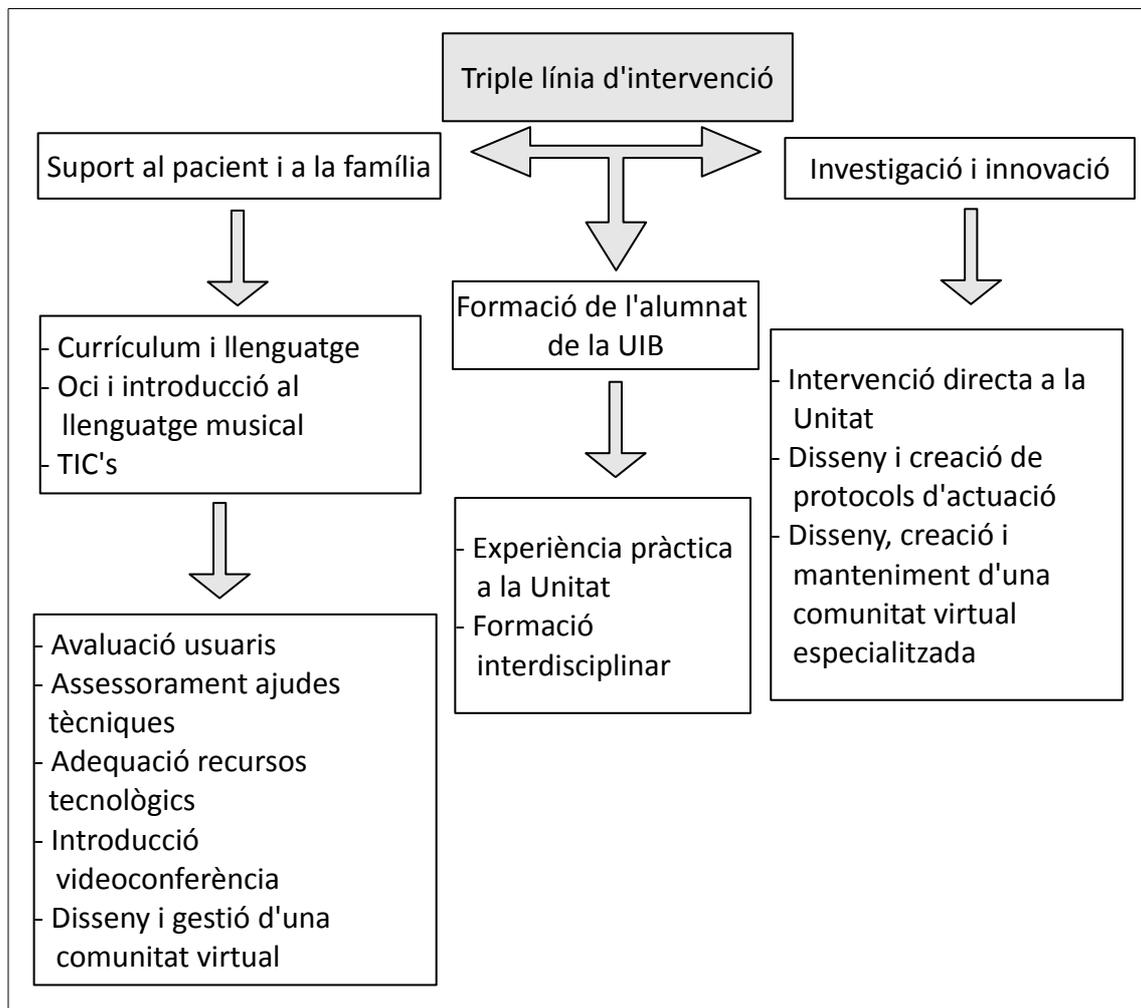 Triple línia d'intervenció
Suport al pacient i a la família
Investigació i innovació
Formació de l'alumnat
de la UIB
- Currículum i llenguatge
- Oci i introducció al
llenguatge musical
- TIC's
- Intervenció directa a la
Unitat
- Disseny i creació de
protocols d'actuació
- Disseny, creació i
manteniment d'una
comunitat virtual
especialitzada
- Experiència pràctica
a la Unitat
- Formació
interdisciplinar
- Avaluació usuaris
- Assessorament ajudes
tècniques
- Adequació recursos
tecnològics
- Introducció
videoconferència
- Disseny i gestió d'una
comunitat virtual